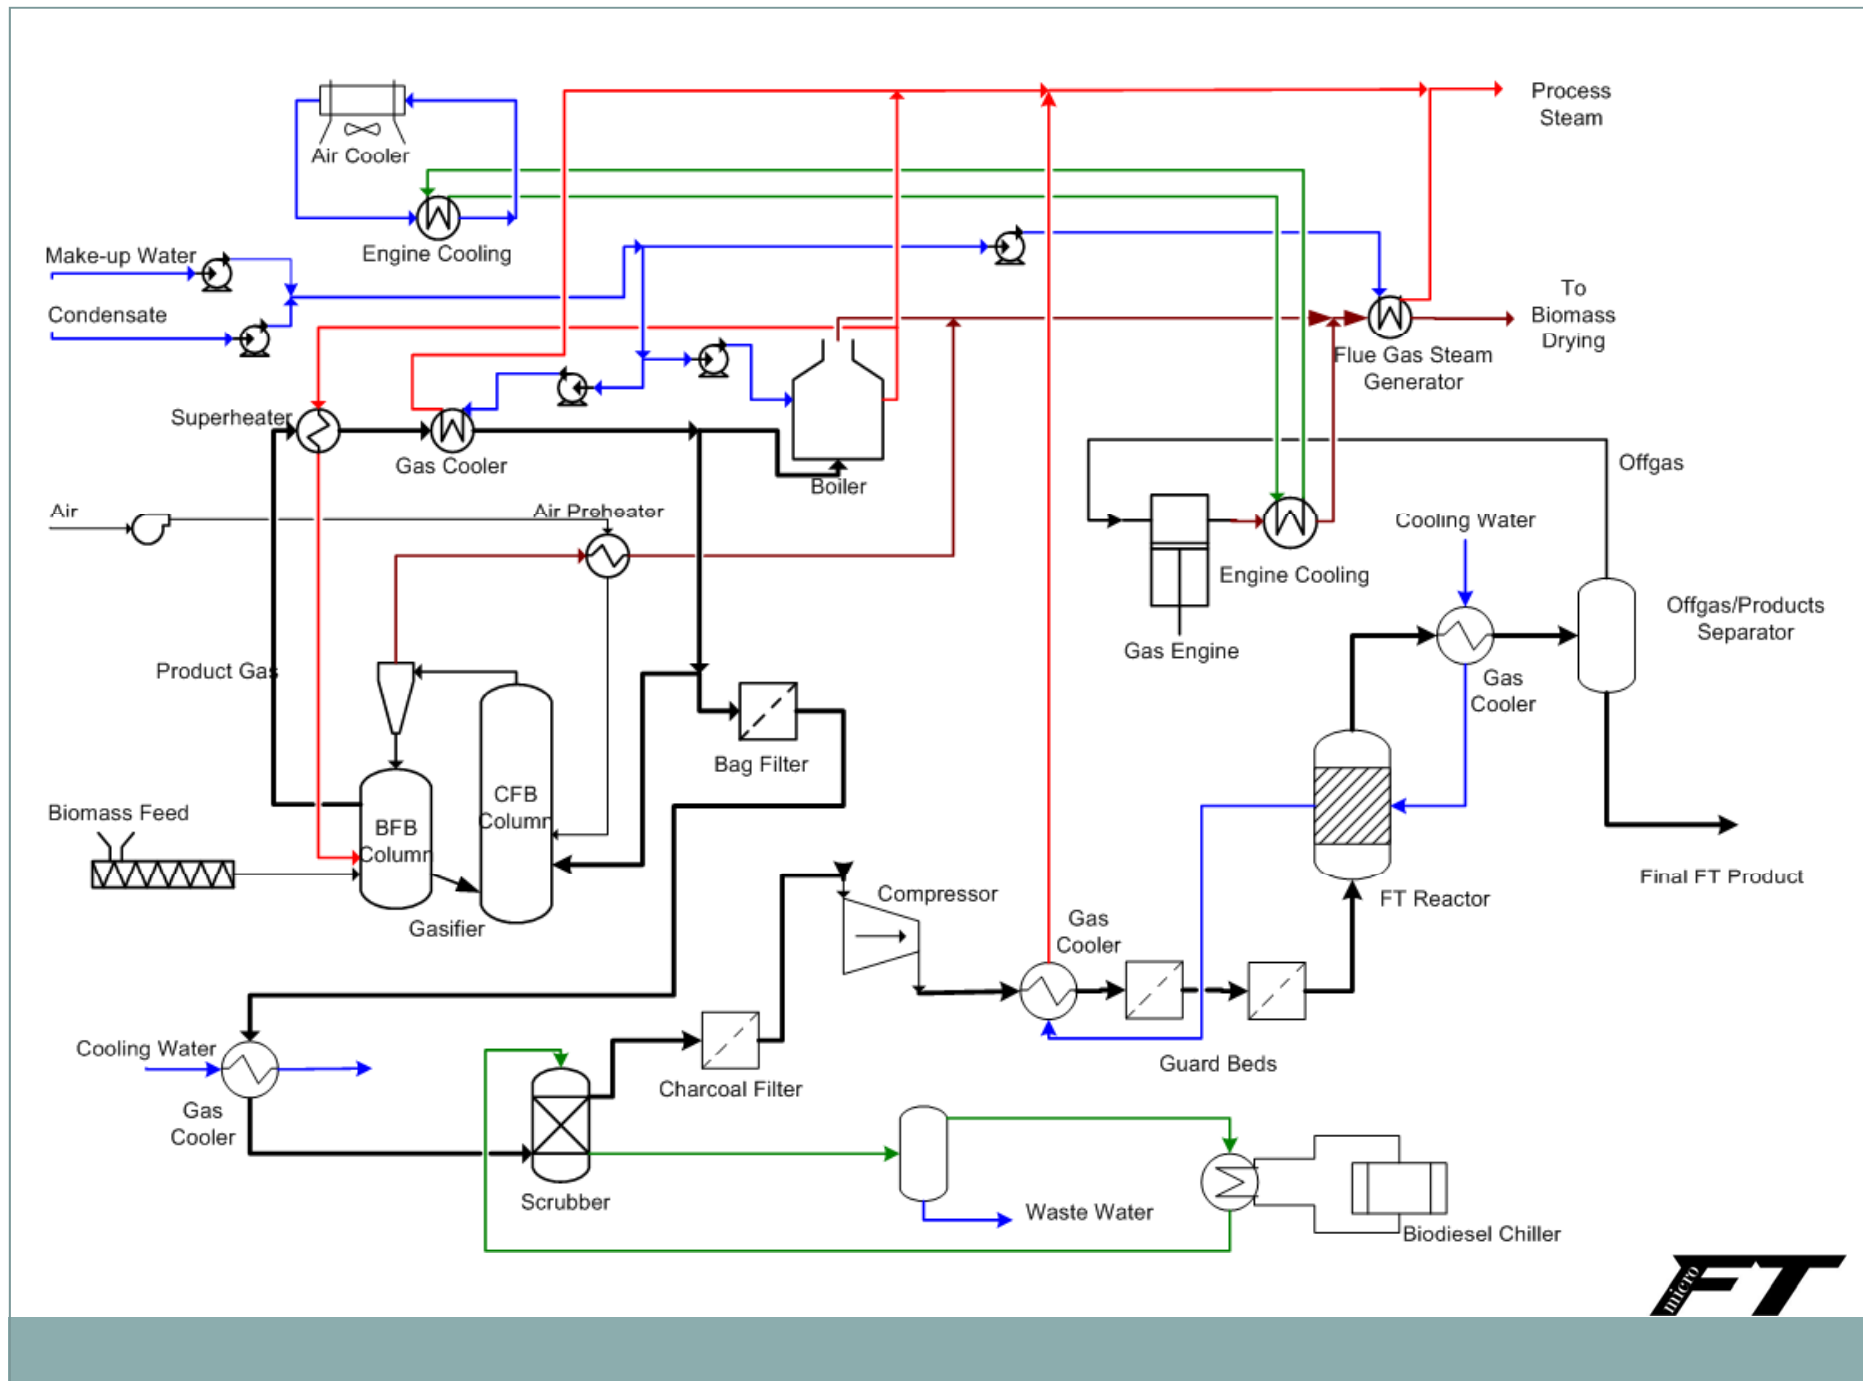 Process
Steam
Air Cooler
Engine Cooling
Make-up Water
Condensate
To
Biomass
Drying
Flue Gas Steam
Generator
Superheater
Gas Cooler
Boiler
Offgas
Air
Air Preheater
Cooling Water
Engine Cooling
Gas Engine
Offgas/Products
Separator
Gas
Cooler
Product Gas
Bag Filter
CFB
Column
BFB
Column
Biomass Feed
Gasifier
Compressor
Final FT Product
FT Reactor
Gas
Cooler
Guard Beds
Cooling Water
Gas
Cooler
Charcoal Filter
Scrubber
Waste Water
Biodiesel Chiller
micro FT